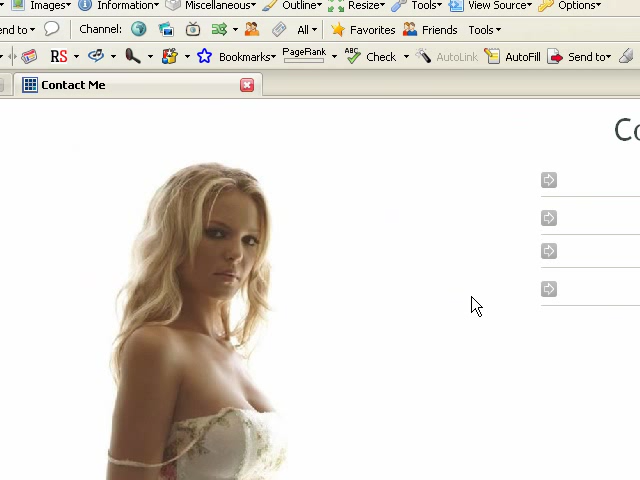 Images Information Miscellaneous Outline Resize Tools View Source Options
end to Channel: All Favorites Friends Tools
RS Bookmarks PageRank ABC Check AutoLink AutoFill Send to
Contact Me
Co